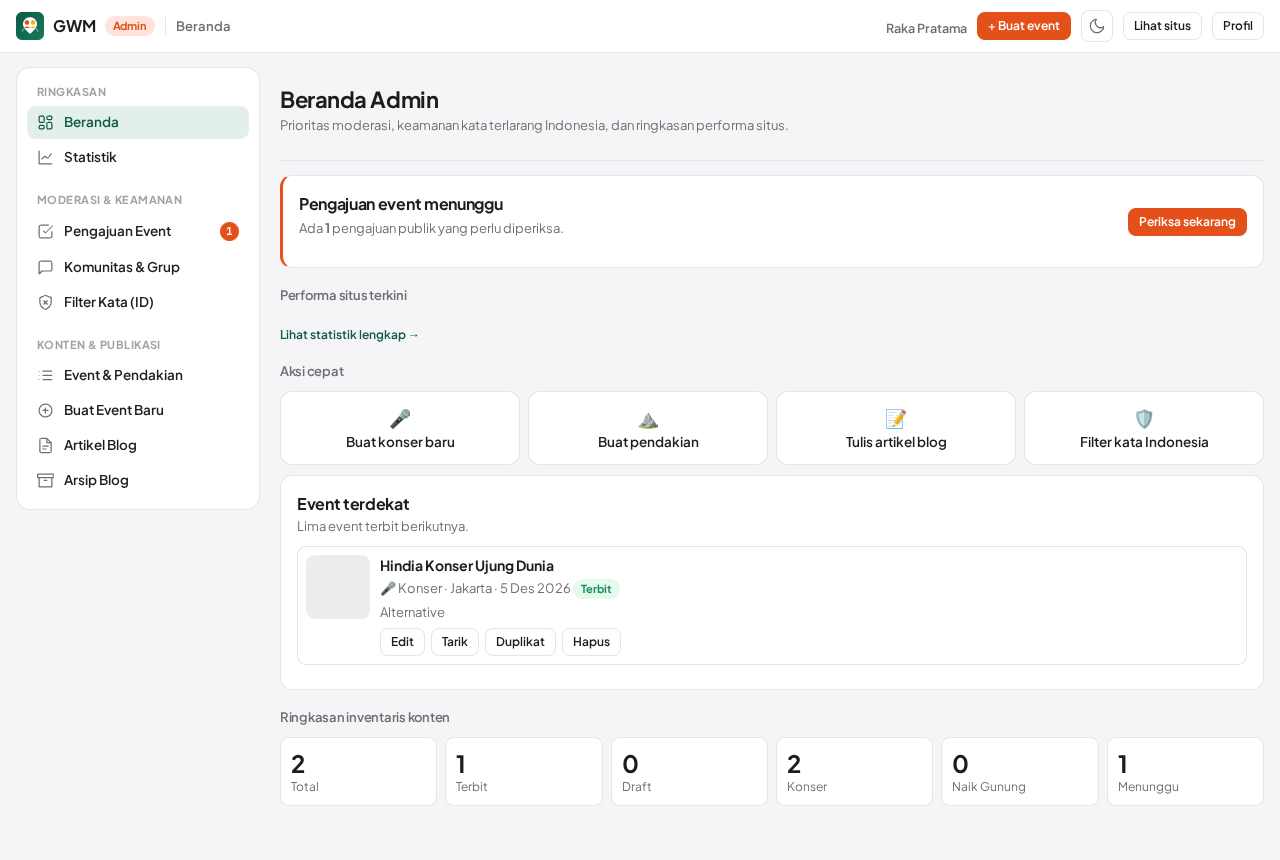 GWM Admin Beranda
Raka Pratama + Buat event Lihat situs Profil
RINGKASAN
Beranda
Statistik
MODERASI & KEAMANAN
Pengajuan Event 1
Komunitas & Grup
Filter Kata (ID)
KONTEN & PUBLIKASI
Event & Pendakian
Buat Event Baru
Artikel Blog
Arsip Blog
Beranda Admin
Prioritas moderasi, keamanan kata terlarang Indonesia, dan ringkasan performa situs.
Pengajuan event menunggu
Ada 1 pengajuan publik yang perlu diperiksa.
Periksa sekarang
Performa situs terkini
Lihat statistik lengkap →
Aksi cepat
Buat konser baru
Buat pendakian
Tulis artikel blog
Filter kata Indonesia
Event terdekat
Lima event terbit berikutnya.
Hindia Konser Ujung Dunia
Konser · Jakarta · 5 Des 2026 Terbit
Alternative
Edit Tarik Duplikat Hapus
Ringkasan inventaris konten
2
Total
1
Terbit
0
Draft
2
Konser
0
Naik Gunung
1
Menunggu